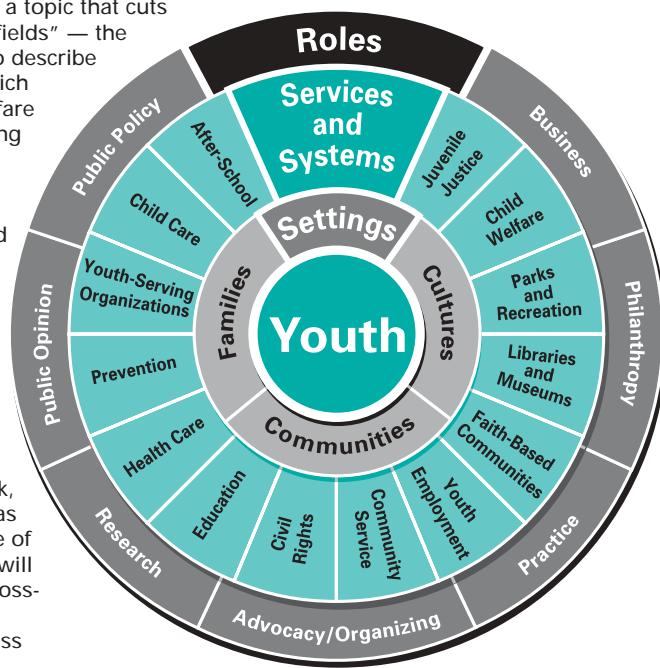 a topic that cuts
fields” — the
describe
ich
fare
ng
k,
as
e of
will
oss-
ss
Roles
Services
and
Systems
Settings
Youth
Families
Cultures
Communities
After-School
Juvenile
Justice
Child
Welfare
Parks
and
Recreation
Libraries
and
Museums
Faith-Based
Communities
Youth
Employment
Community
Service
Civil
Rights
Education
Health Care
Prevention
Youth-Serving
Organizations
Child Care
Business
Philanthropy
Practice
Advocacy/Organizing
Research
Public Opinion
Public Policy